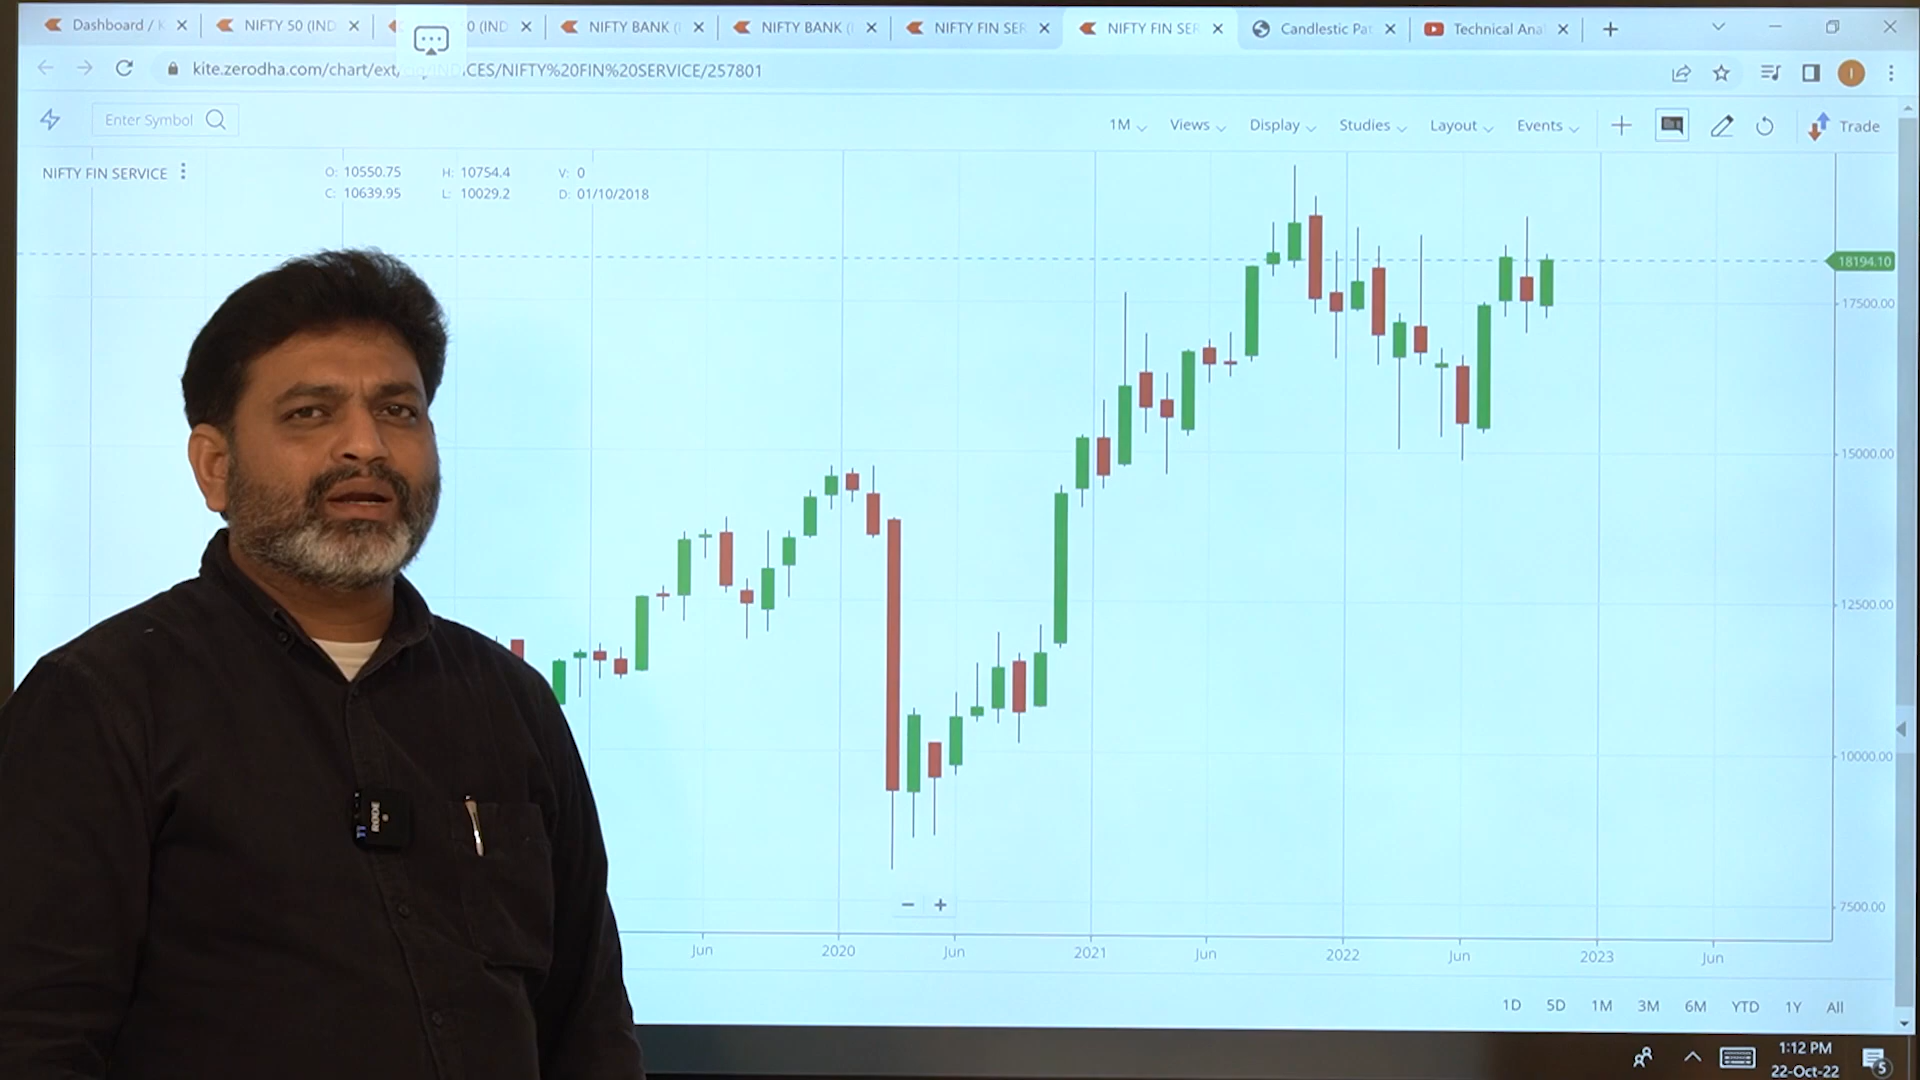 Dashboard / K
NIFTY 50 (IND
0 (IND
NIFTY BANK (
NIFTY BANK (
NIFTY FIN SER
NIFTY FIN SER
Candlestic Pat
Technical Ana
kite.zerodha.com/chart/ext/
INDICES/NIFTY%20FIN%20SERVICE/257801
Enter Symbol
1M
Views
Display
Studies
Layout
Events
Trade
NIFTY FIN SERVICE
O: 10550.75
H: 10754.4
V: 0
C: 10639.95
L: 10029.2
D: 01/10/2018
18194.10
17500.00
15000.00
12500.00
10000.00
7500.00
RODE
Jun
2020
Jun
2021
Jun
2022
Jun
2023
Jun
1D 5D 1M 3M 6M YTD 1Y All
1:12 PM
22-Oct-22
5